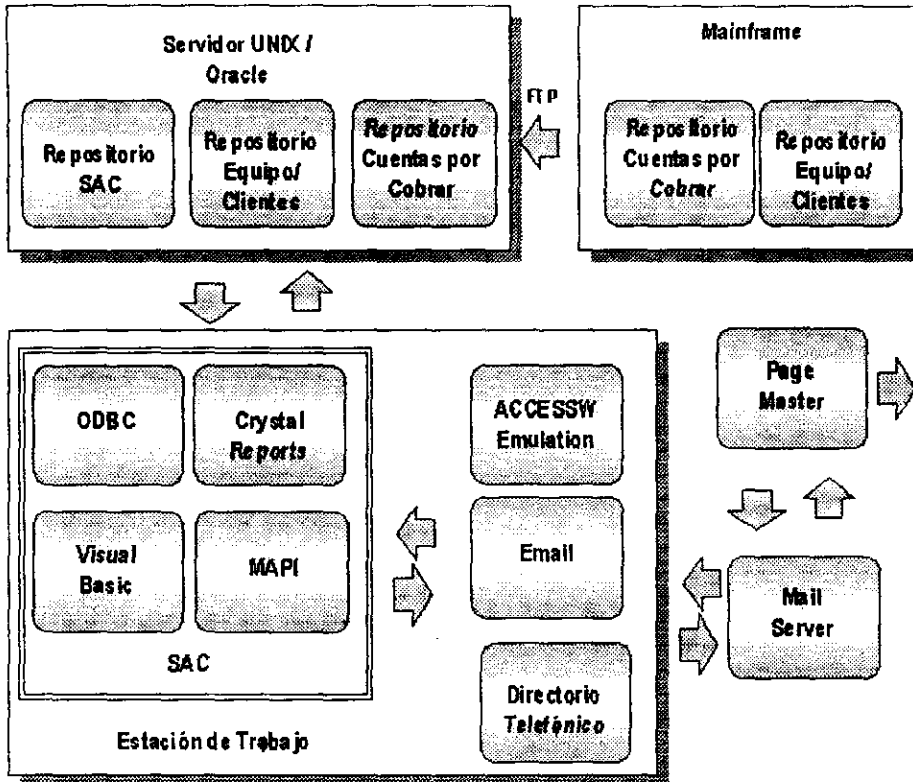 Servidor UNIX /
Oracle
Repositorio
SAC
Repositorio
Equipo/
Clientes
Repositorio
Cuentas por
Cobrar
FTP
Mainframe
Repositorio
Cuentas por
Cobrar
Repositorio
Equipo/
Clientes
ODBC
Crystal
Reports
Visual
Basic
MAPI
SAC
ACCESSW
Emulation
Email
Directorio
Telefónico
Estación de Trabajo
Page
Master
Mail
Server